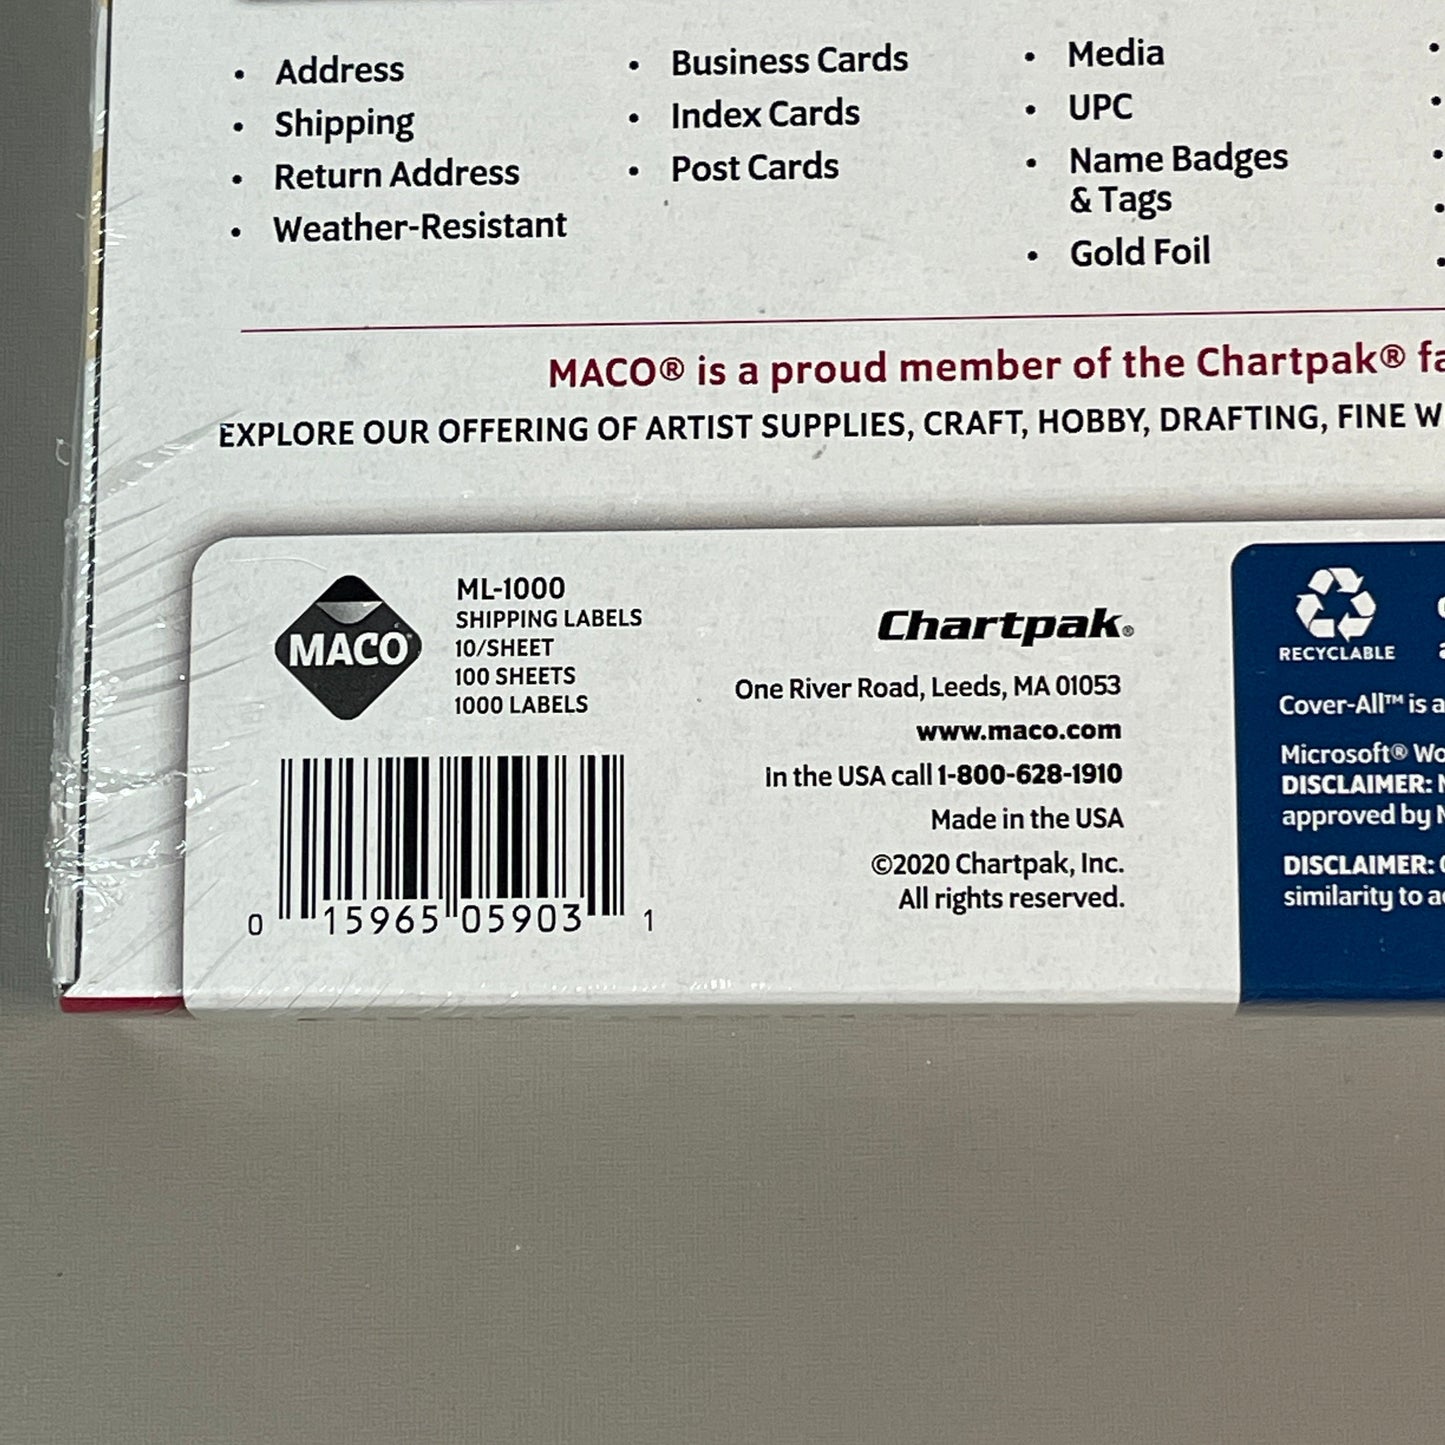 • Address
• Shipping
• Return Address
• Weather-Resistant
• Business Cards
• Index Cards
• Post Cards
• Media
• UPC
• Name Badges
& Tags
• Gold Foil
MACO® is a proud member of the Chartpak® fa
EXPLORE OUR OFFERING OF ARTIST SUPPLIES, CRAFT, HOBBY, DRAFTING, FINE W
MACO
ML-1000
SHIPPING LABELS
10/SHEET
100 SHEETS
1000 LABELS
0 15965 05903 1
Chartpak®
One River Road, Leeds, MA 01053
www.maco.com
In the USA call 1-800-628-1910
Made in the USA
©2020 Chartpak, Inc.
All rights reserved.
RECYCLABLE
Cover-All™ is a
Microsoft® Wo
DISCLAIMER:
approved by
DISCLAIMER:
similarity to